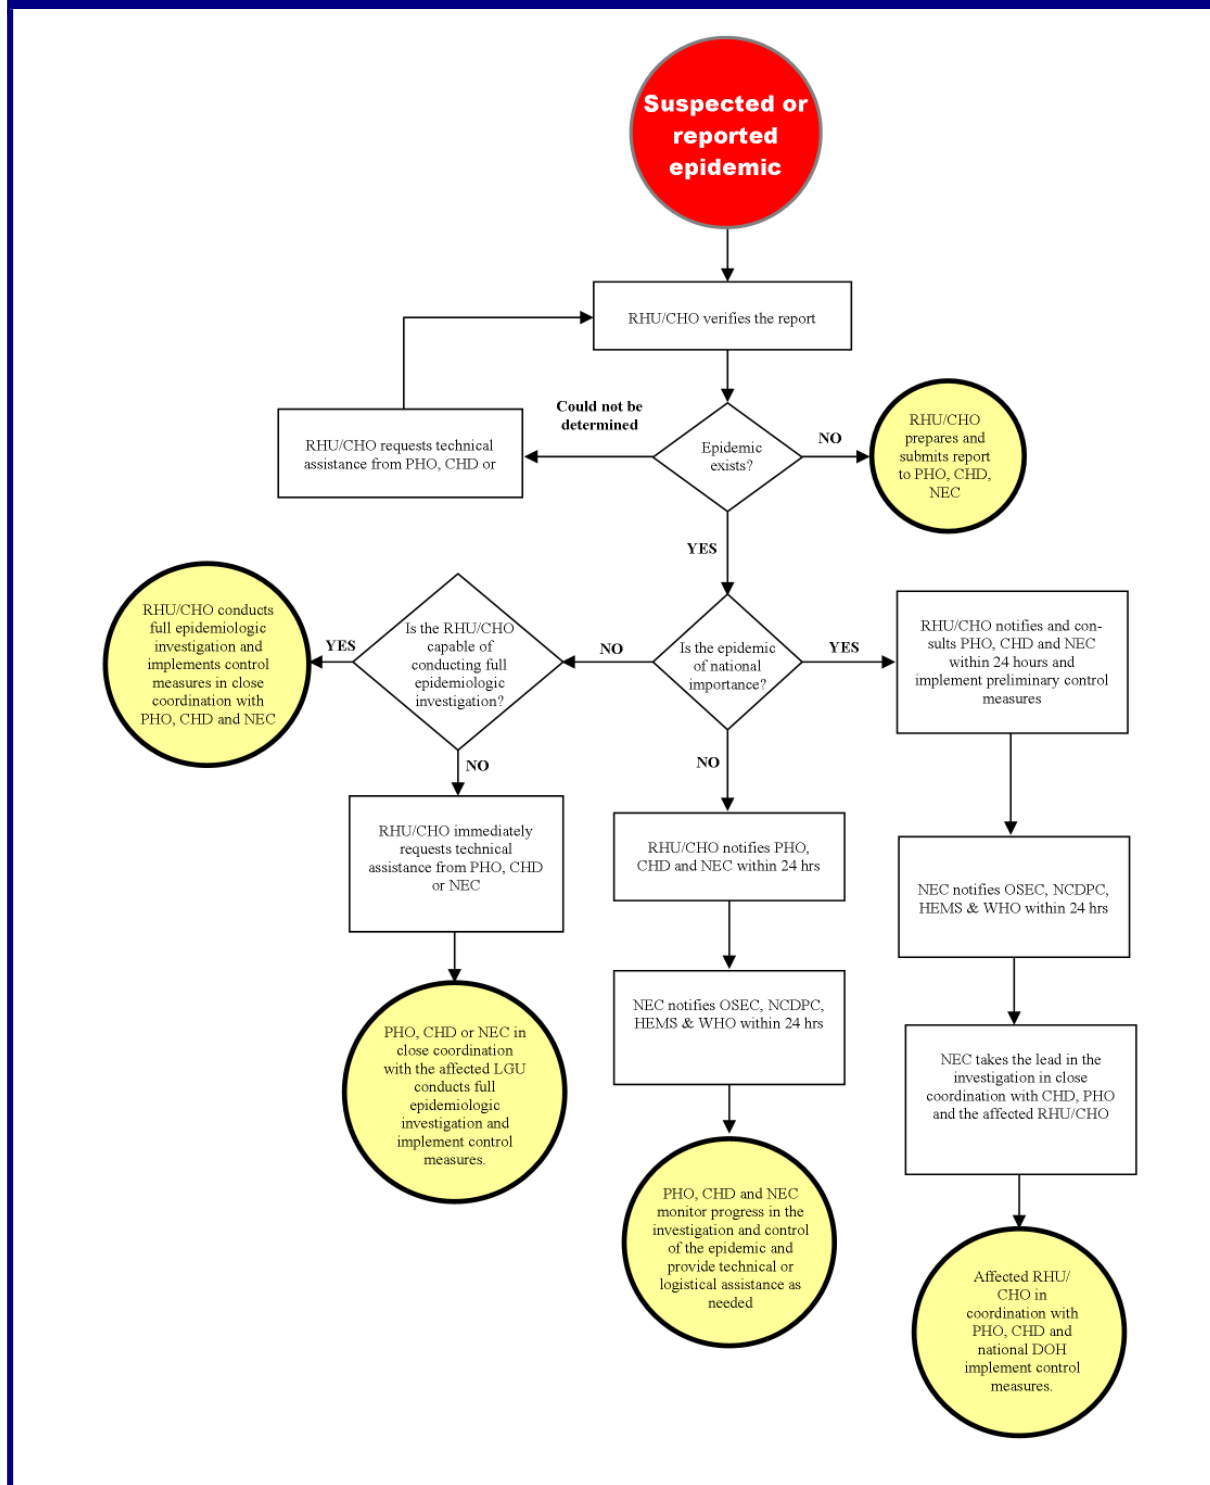 Suspected or
reported
epidemic
RHU/CHO verifies the report
Could not be
determined
RHU/CHO requests technical
assistance from PHO, CHD or
Epidemic
exists?
NO
RHU/CHO
prepares and
submits report
to PHO, CHD,
NEC
YES
RHU/CHO conducts
full epidemiologic
investigation and
implements control
measures in close
coordination with
PHO, CHD and NEC
YES
Is the RHU/CHO
capable of
conducting full
epidemiologic
investigation?
NO
Is the epidemic
of national
importance?
YES
RHU/CHO notifies and con-
sults PHO, CHD and NEC
within 24 hours and
implement preliminary control
measures
NO
NO
RHU/CHO immediately
requests technical
assistance from PHO, CHD
or NEC
RHU/CHO notifies PHO,
CHD and NEC within 24 hrs
NEC notifies OSEC, NCDPC,
HEMS & WHO within 24 hrs
PHO, CHD or NEC in
close coordination
with the affected LGU
conducts full
epidemiologic
investigation and
implement control
measures.
NEC notifies OSEC, NCDPC,
HEMS & WHO within 24 hrs
NEC takes the lead in the
investigation in close
coordination with CHD, PHO
and the affected RHU/CHO
PHO, CHD and NEC
monitor progress in the
investigation and control
of the epidemic and
provide technical or
logistical assistance as
needed
Affected RHU/
CHO in
coordination with
PHO, CHD and
national DOH
implement control
measures.